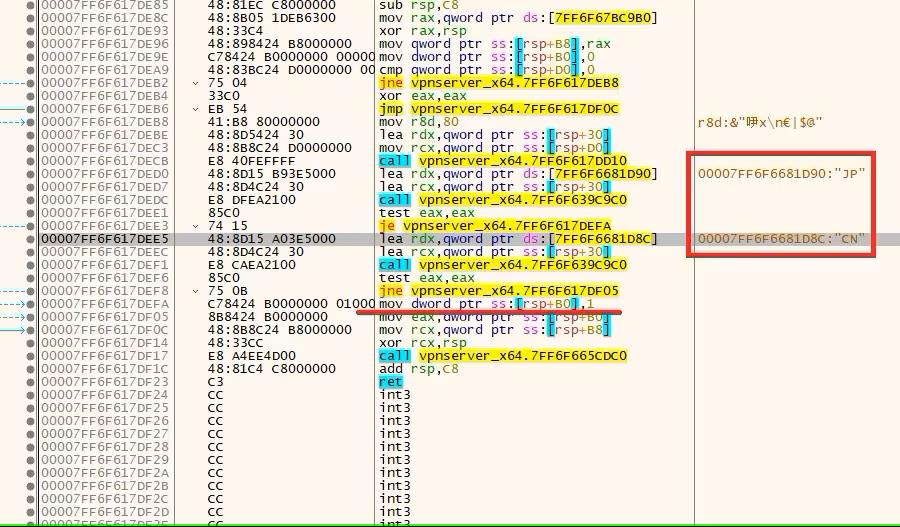 00007FF6F617DE85 48:81EC C8000000 sub rsp,C8
00007FF6F617DE8C 48:8B05 1DEB6300 mov rax,qword ptr ds:[7FF6F67BC9B0]
00007FF6F617DE93 48:33C4 xor rax,rsp
00007FF6F617DE96 48:898424 B8000000 mov qword ptr ss:[rsp+B8],rax
00007FF6F617DE9E C78424 B0000000 00000 mov dword ptr ss:[rsp+B0],0
00007FF6F617DEA9 48:83BC24 D0000000 00 cmp qword ptr ss:[rsp+D0],0
00007FF6F617DEB2 75 04 jne vpnserver_x64.7FF6F617DEB8
00007FF6F617DEB4 33C0 xor eax,eax
00007FF6F617DEB6 EB 54 jmp vpnserver_x64.7FF6F617DF0C
00007FF6F617DEB8 41:B8 80000000 mov r8d,80 r8d:&"咿x\n€|$@"
00007FF6F617DEBE 48:8D5424 30 lea rdx,qword ptr ss:[rsp+30]
00007FF6F617DEC3 48:8B8C24 D0000000 mov rcx,qword ptr ss:[rsp+D0]
00007FF6F617DECB E8 40FEFFFF call vpnserver_x64.7FF6F617DD10
00007FF6F617DED0 48:8D15 B93E5000 lea rdx,qword ptr ds:[7FF6F6681D90] 00007FF6F6681D90:"JP"
00007FF6F617DED7 48:8D4C24 30 lea rcx,qword ptr ss:[rsp+30]
00007FF6F617DEDC E8 DFEA2100 call vpnserver_x64.7FF6F639C9C0
00007FF6F617DEE1 85C0 test eax,eax
00007FF6F617DEE3 74 15 je vpnserver_x64.7FF6F617DEFA
00007FF6F617DEE5 48:8D15 A03E5000 lea rdx,qword ptr ds:[7FF6F6681D8C] 00007FF6F6681D8C:"CN"
00007FF6F617DEEC 48:8D4C24 30 lea rcx,qword ptr ss:[rsp+30]
00007FF6F617DEF1 E8 CAEA2100 call vpnserver_x64.7FF6F639C9C0
00007FF6F617DEF6 85C0 test eax,eax
00007FF6F617DEF8 75 0B jne vpnserver_x64.7FF6F617DF05
00007FF6F617DEFA C78424 B0000000 01000 mov dword ptr ss:[rsp+B0],1
00007FF6F617DF05 8B8424 B0000000 mov eax,dword ptr ss:[rsp+B0]
00007FF6F617DF0C 48:8B8C24 B8000000 mov rcx,qword ptr ss:[rsp+B8]
00007FF6F617DF14 48:33CC xor rcx,rsp
00007FF6F617DF17 E8 A4EE4D00 call vpnserver_x64.7FF6F665CDC0
00007FF6F617DF1C 48:81C4 C8000000 add rsp,C8
00007FF6F617DF23 C3 ret
00007FF6F617DF24 CC int3
00007FF6F617DF25 CC int3
00007FF6F617DF26 CC int3
00007FF6F617DF27 CC int3
00007FF6F617DF28 CC int3
00007FF6F617DF29 CC int3
00007FF6F617DF2A CC int3
00007FF6F617DF2B CC int3
00007FF6F617DF2C CC int3
00007FF6F617DF2D CC int3
CC int3